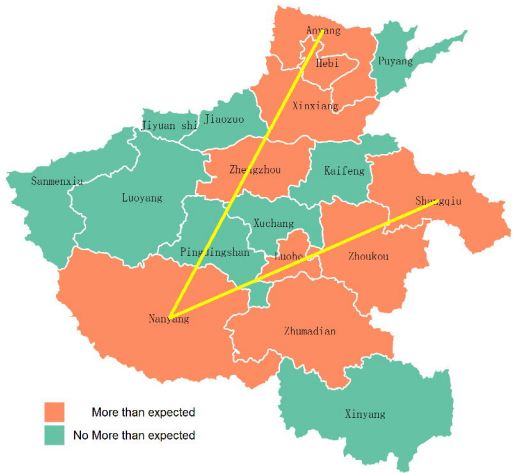 Anyang
Hebi
Puyang
Xinxiang
Jiyuan shi
Jiaozuo
Zhengzhou
Kaifeng
Sanmenxia
Luoyang
Shangqiu
Xuchang
Pingdingshan
Luohe
Zhoukou
Nanyang
Zhumadian
Xinyang
More than expected
No More than expected